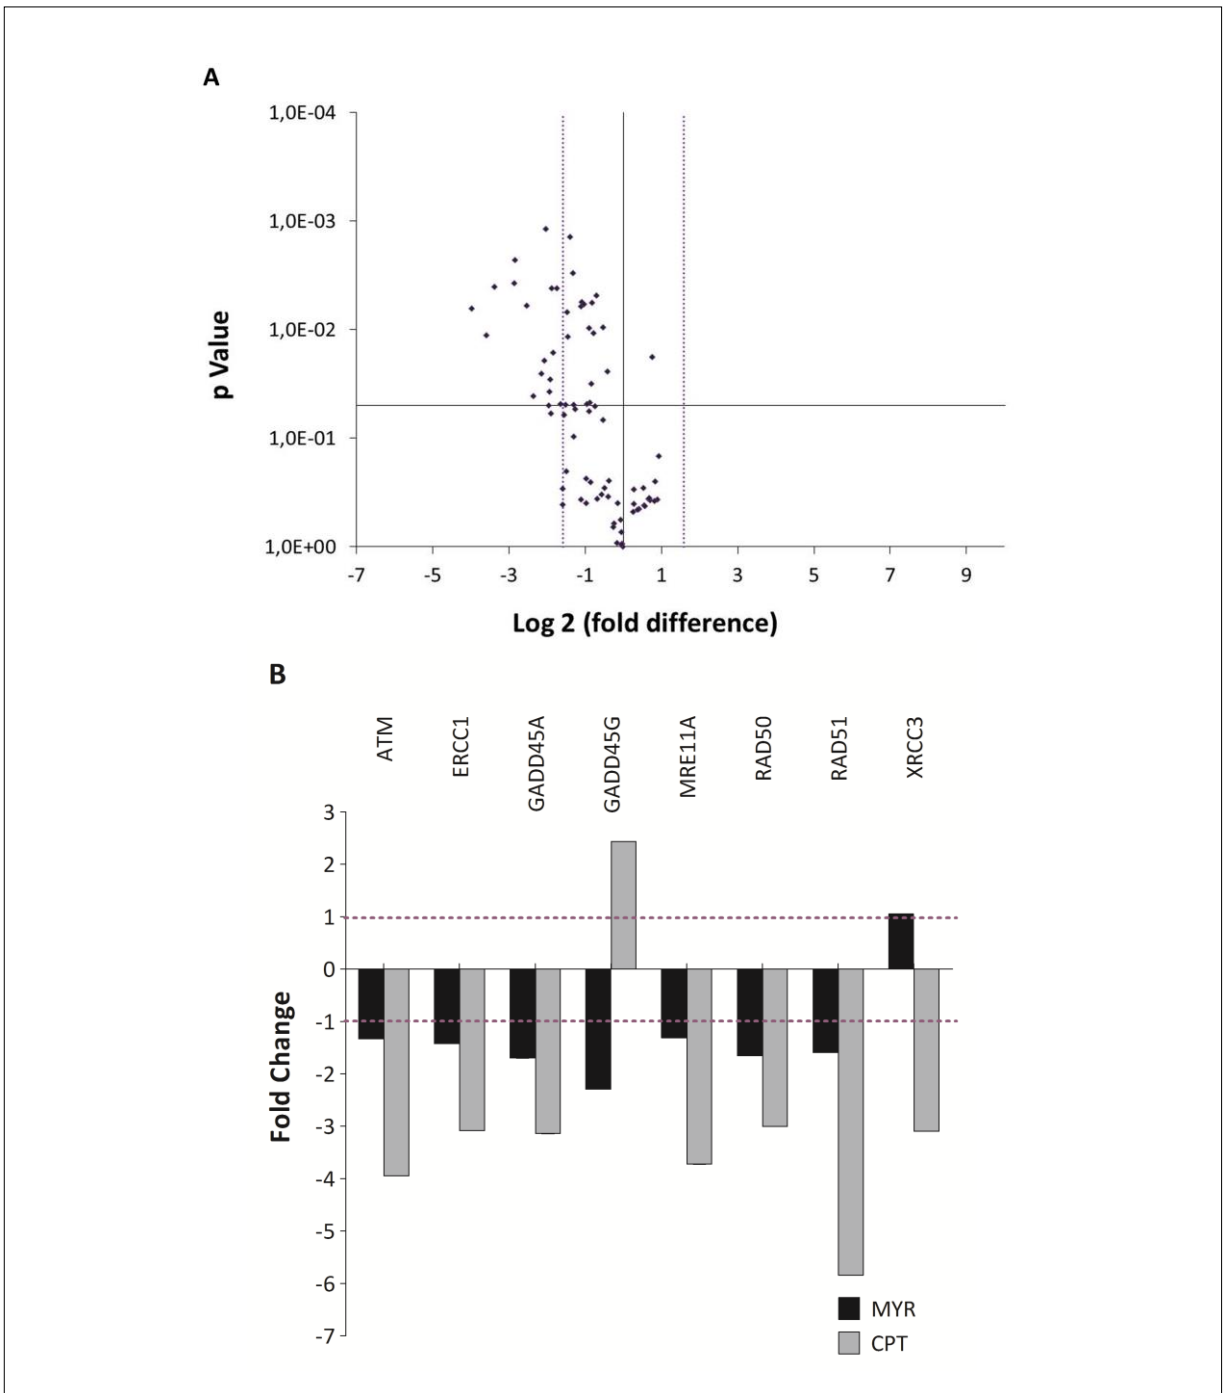 A
1,0E-04
1,0E-03
1,0E-02
1,0E-01
1,0E+00
p Value
-7 -5 -3 -1 1 3 5 7 9
Log 2 (fold difference)
B
ATM ERCC1 GADD45A GADD45G MRE11A RAD50 RAD51 XRCC3
3
2
1
0
-1
-2
-3
-4
-5
-6
-7
Fold Change
MYR
CPT